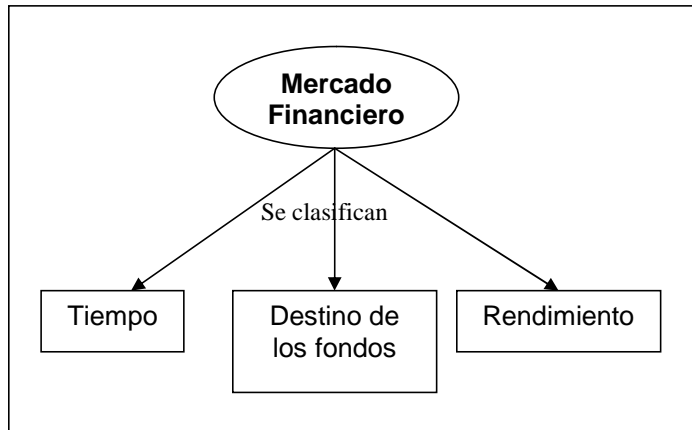 Mercado
Financiero
Se clasifican
Tiempo
Destino de
los fondos
Rendimiento